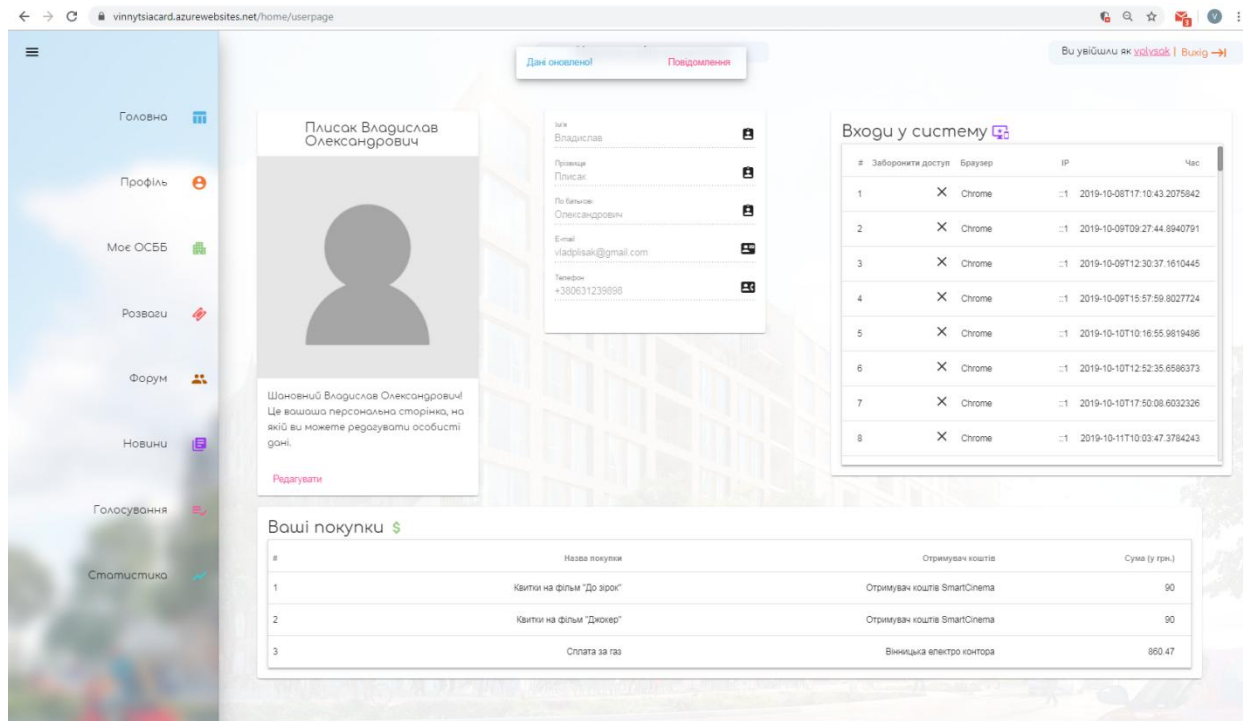 vinnytsiacard.azurewebsites.net/home/userpage
V
Дані оновлено! Повідомлення
Ви увійшли як vplysak | Вихід
Головна
Профіль
Моє ОСББ
Розваги
Форум
Новини
Голосування
Статистика
Плисак Владислав
Олександрович
Шановний Владислав Олександрович!
Це вашаша персональна сторінка, на
якій ви можете редагувати особисті
дані.
Редагувати
Ім'я
Владислав
Прізвище
Плисак
По батькові
Олександрович
E-mail
vladplisak@gmail.com
Телефон
+380631239898
Входи у систему
# Заборонити доступ Браузер IP Час
1 Chrome ::1 2019-10-08T17:10:43.2075842
2 Chrome ::1 2019-10-09T09:27:44.8940791
3 Chrome ::1 2019-10-09T12:30:37.1610445
4 Chrome ::1 2019-10-09T15:57:59.8027724
5 Chrome ::1 2019-10-10T10:16:55.9819486
6 Chrome ::1 2019-10-10T12:52:35.6586373
7 Chrome ::1 2019-10-10T17:50:08.6032326
8 Chrome ::1 2019-10-11T10:03:47.3784243
Ваші покупки $
# Назва покупки Отримувач коштів Сума (у грн.)
1 Квитки на фільм "До зірок" Отримувач коштів SmartCinema 90
2 Квитки на фільм "Джокер" Отримувач коштів SmartCinema 90
3 Сплата за газ Вінницька електро контора 860.47